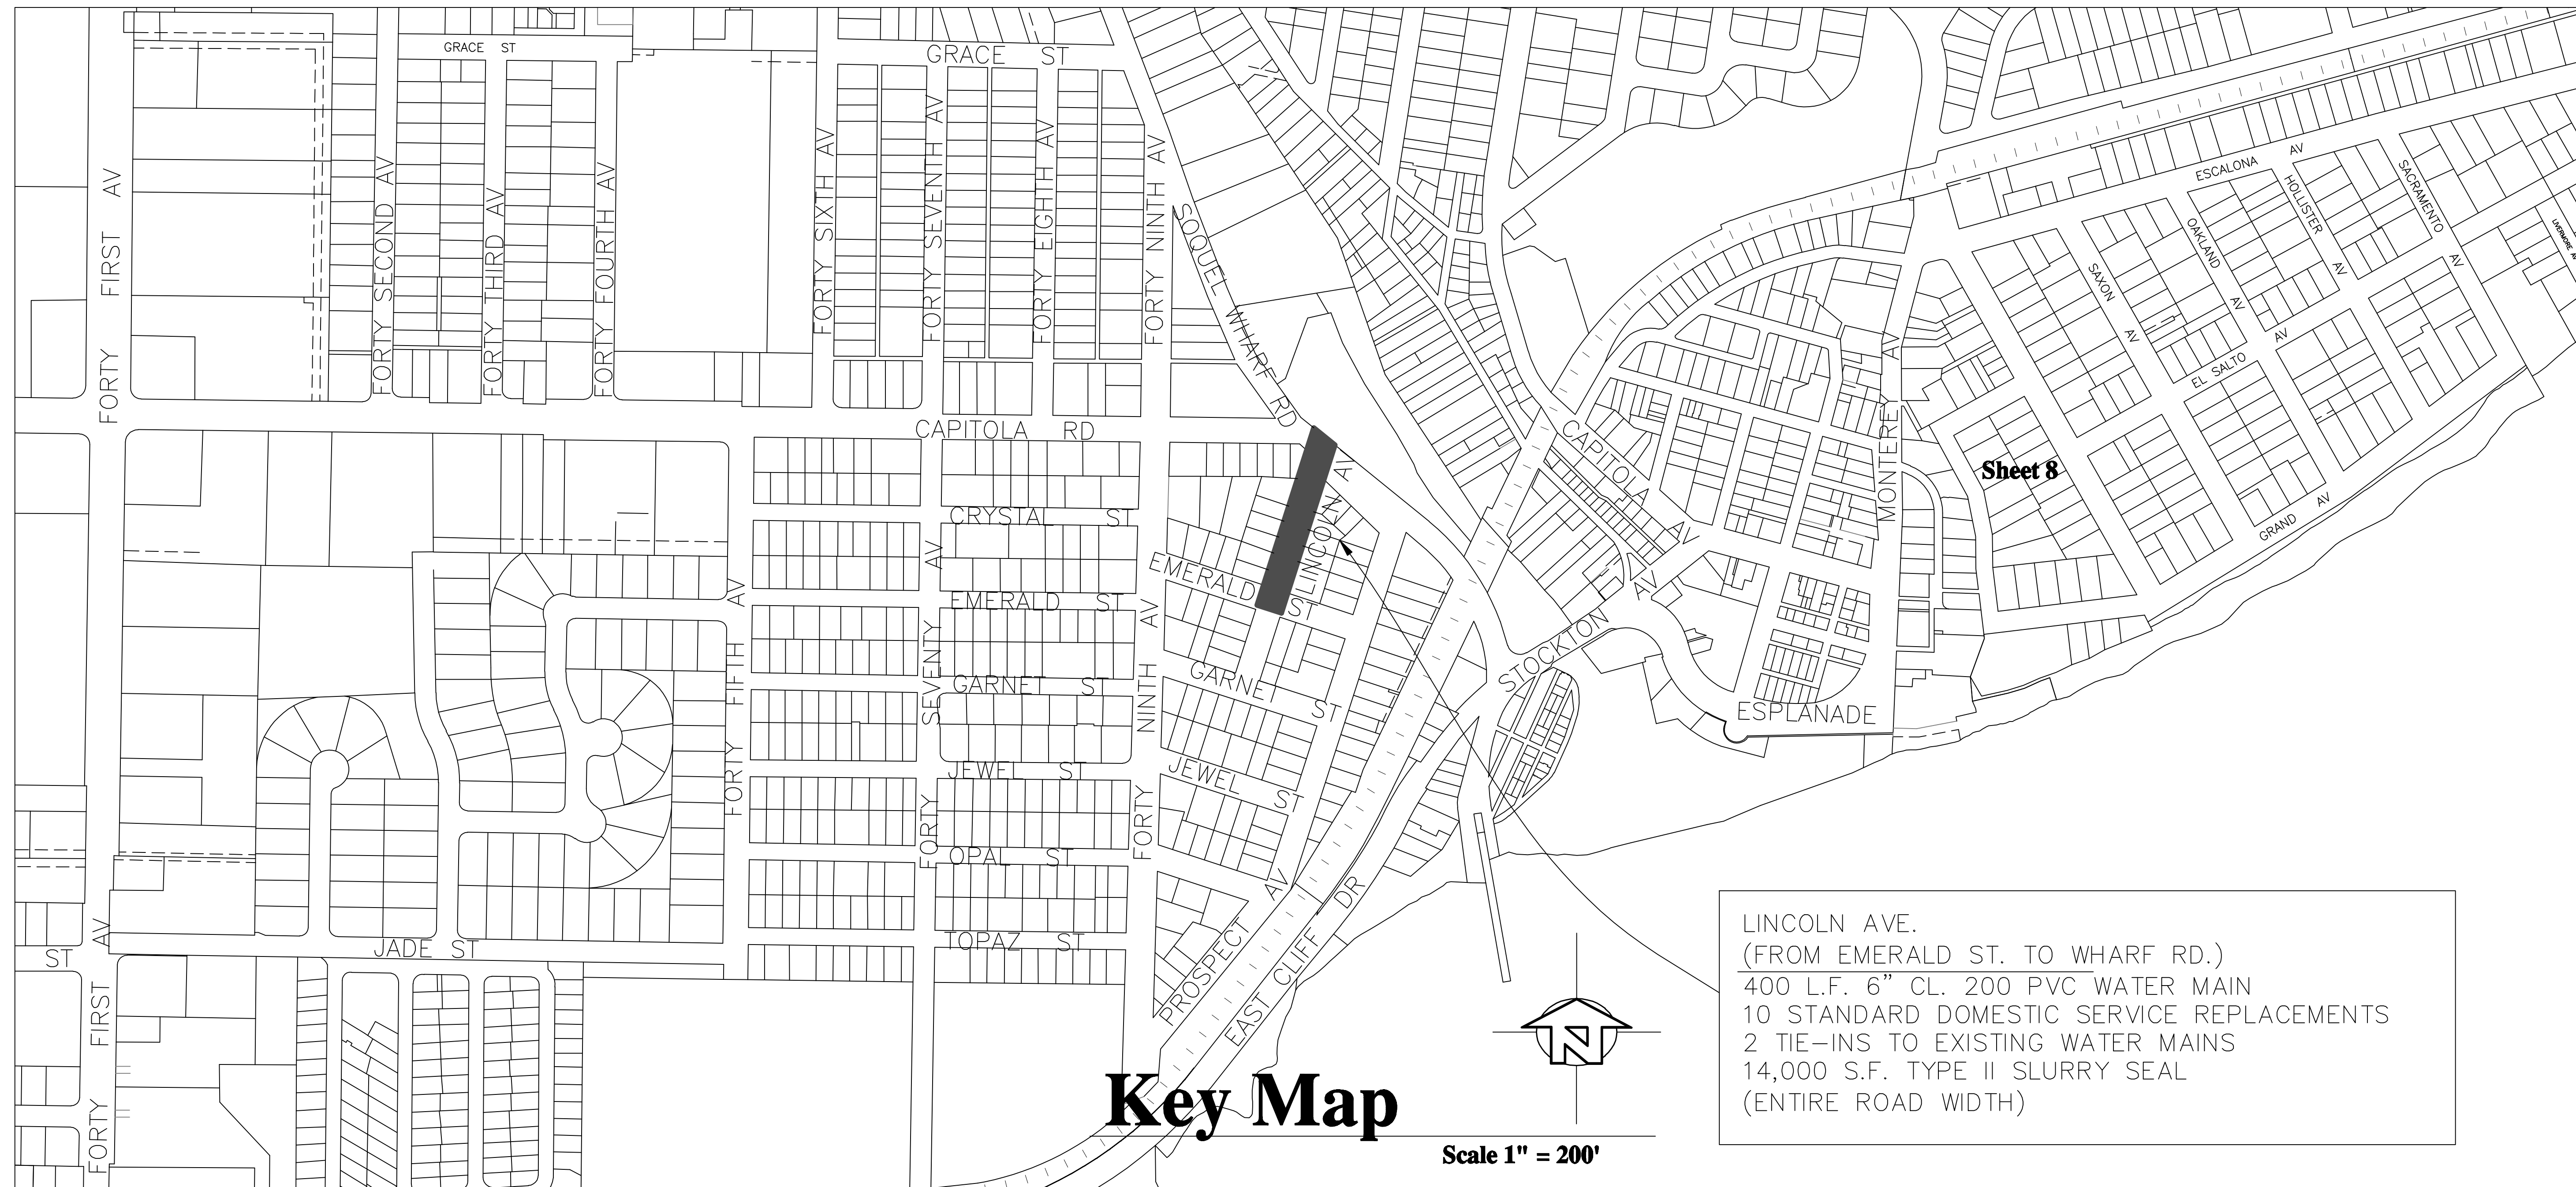 GRACE ST
GRACE ST
FORTY FIRST AV
FORTY SECOND AV
FORTY THIRD AV
FORTY FOURTH AV
FORTY SIXTH AV
FORTY SEVENTH AV
FORTY EIGHTH AV
FORTY NINTH AV
SOQUEL WHARF RD
ESCALONA AV
SACRAMENTO AV
HOLLISTER AV
OAKLAND AV
SAXON AV
LIVERMORE AV
EL SALTO AV
GRAND AV
MONTEREY AV
Sheet 8
CAPITOLA RD
CAPITOLA AV
LINCOLN AV
CRYSTAL ST
EMERALD ST
EMERALD ST
GARNET ST
GARNET ST
JEWEL ST
JEWEL ST
OPAL ST
TOPAZ ST
FORTY FIFTH AV
FORTY SEVENTY AV
FORTY NINTH AV
STOCKTON AV
ESPLANADE
PROSPECT AV
EAST CLIFF DR
ST
JADE ST
FORTY FIRST AV
LINCOLN AVE.
(FROM EMERALD ST. TO WHARF RD.)
400 L.F. 6” CL. 200 PVC WATER MAIN
10 STANDARD DOMESTIC SERVICE REPLACEMENTS
2 TIE-INS TO EXISTING WATER MAINS
14,000 S.F. TYPE II SLURRY SEAL
(ENTIRE ROAD WIDTH)
N
Key Map
Scale 1" = 200'